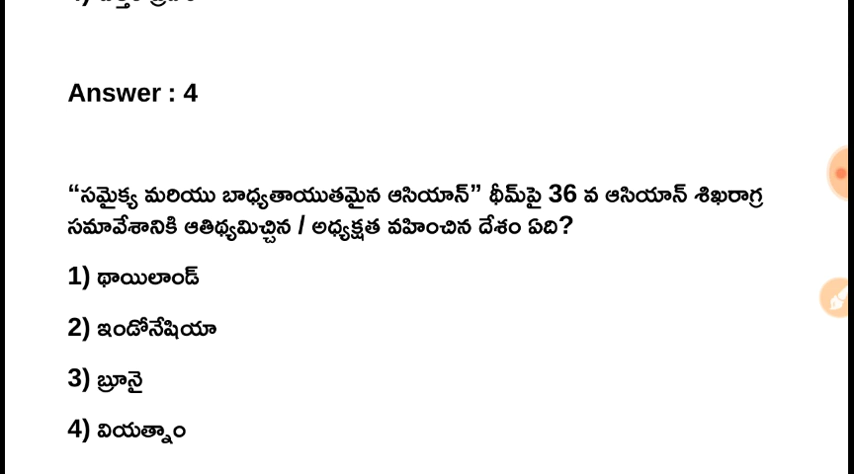 Answer : 4
“సమైక్య మరియు బాధ్యతాయుతమైన ఆసియాన్” థీమ్‌పై 36 వ ఆసియాన్ శిఖరాగ్ర
సమావేశానికి ఆతిథ్యమిచ్చిన / అధ్యక్షత వహించిన దేశం ఏది?
1) థాయిలాండ్
2) ఇండోనేషియా
3) బ్రూనై
4) వియత్నాం